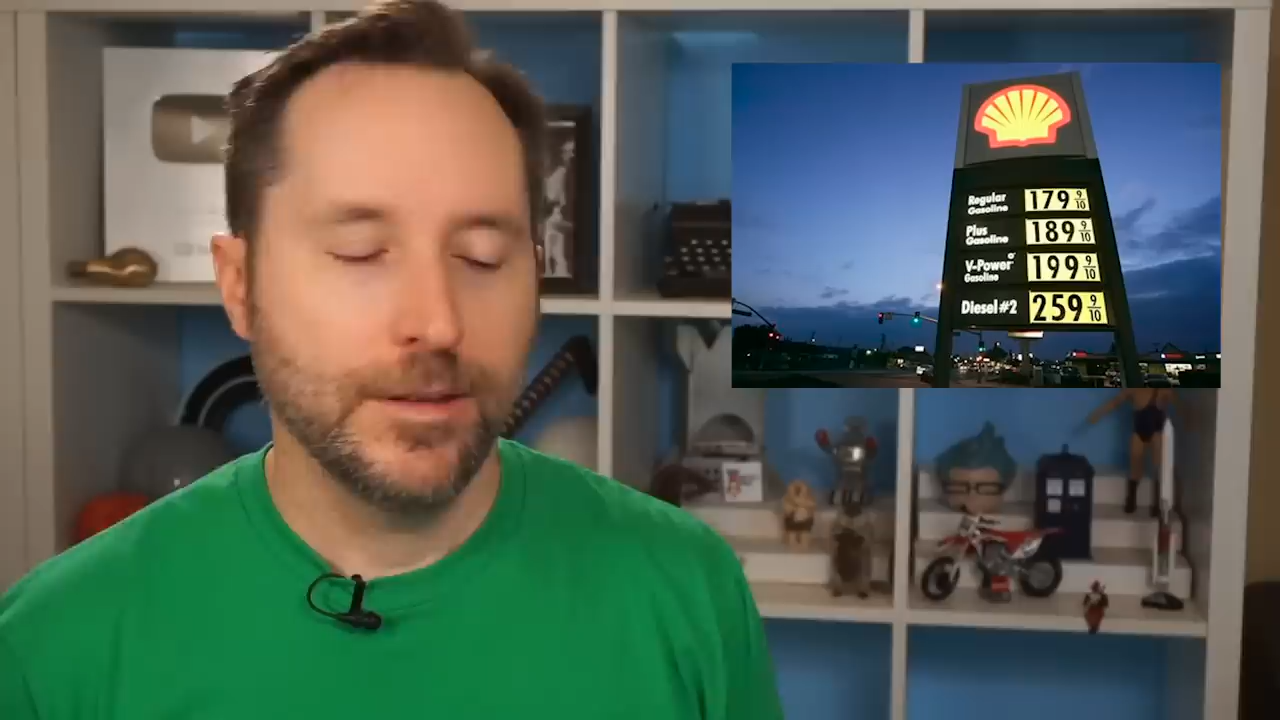 Regular
Gasoline
179 9/10
Plus
Gasoline
189 9/10
V-Power
Gasoline
199 9/10
Diesel #2
259 9/10